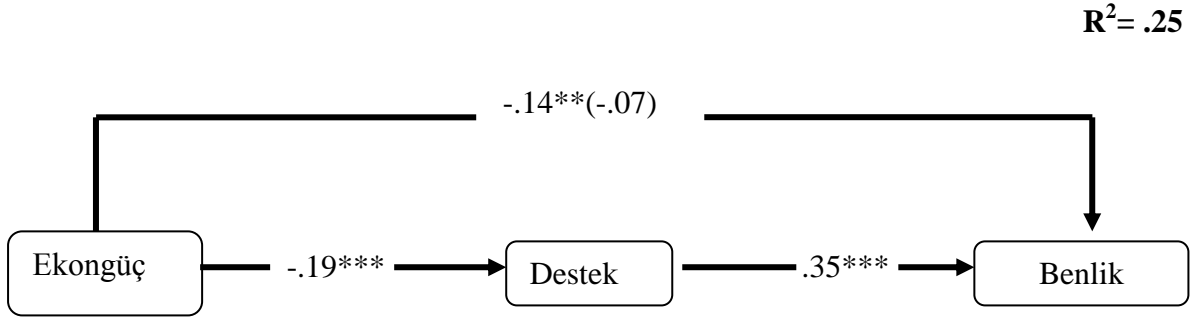 R²= .25
-.14**(-.07)
Ekongüç
-.19***
Destek
.35***
Benlik